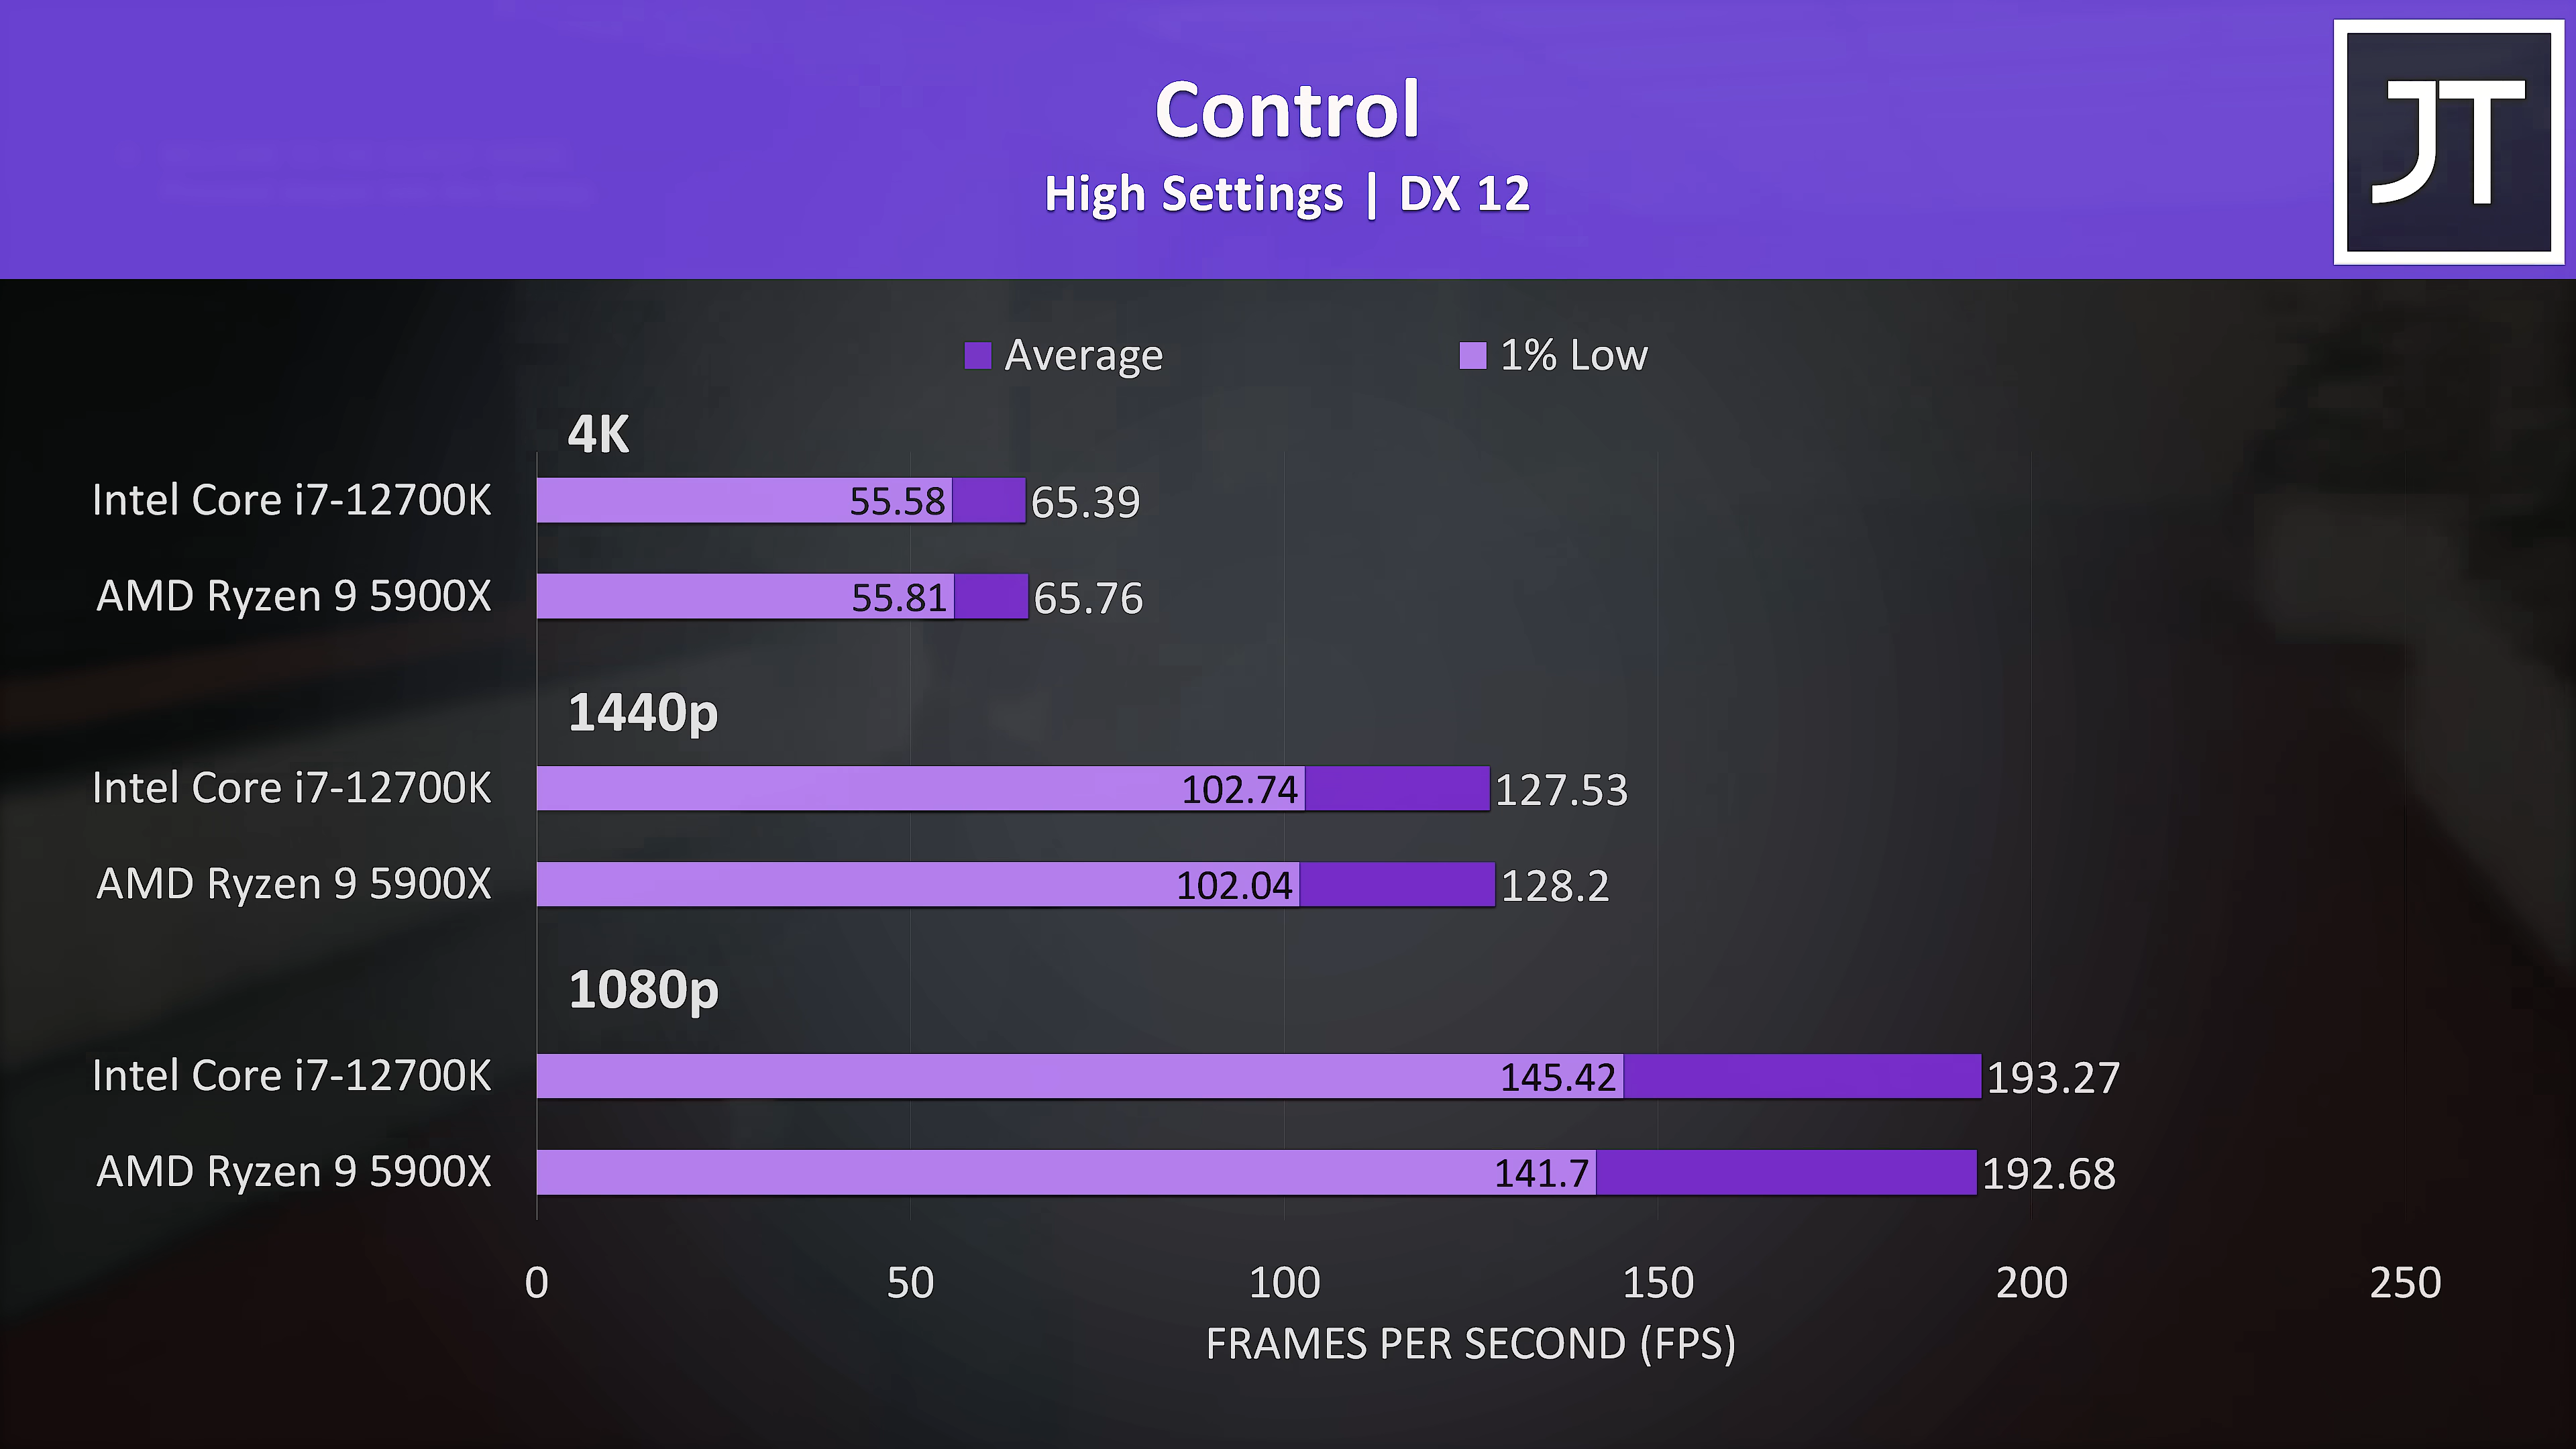 Control
High Settings | DX 12
JT
Average
1% Low
4K
Intel Core i7-12700K
55.58
65.39
AMD Ryzen 9 5900X
55.81
65.76
1440p
Intel Core i7-12700K
102.74
127.53
AMD Ryzen 9 5900X
102.04
128.2
1080p
Intel Core i7-12700K
145.42
193.27
AMD Ryzen 9 5900X
141.7
192.68
0
50
100
150
200
250
FRAMES PER SECOND (FPS)